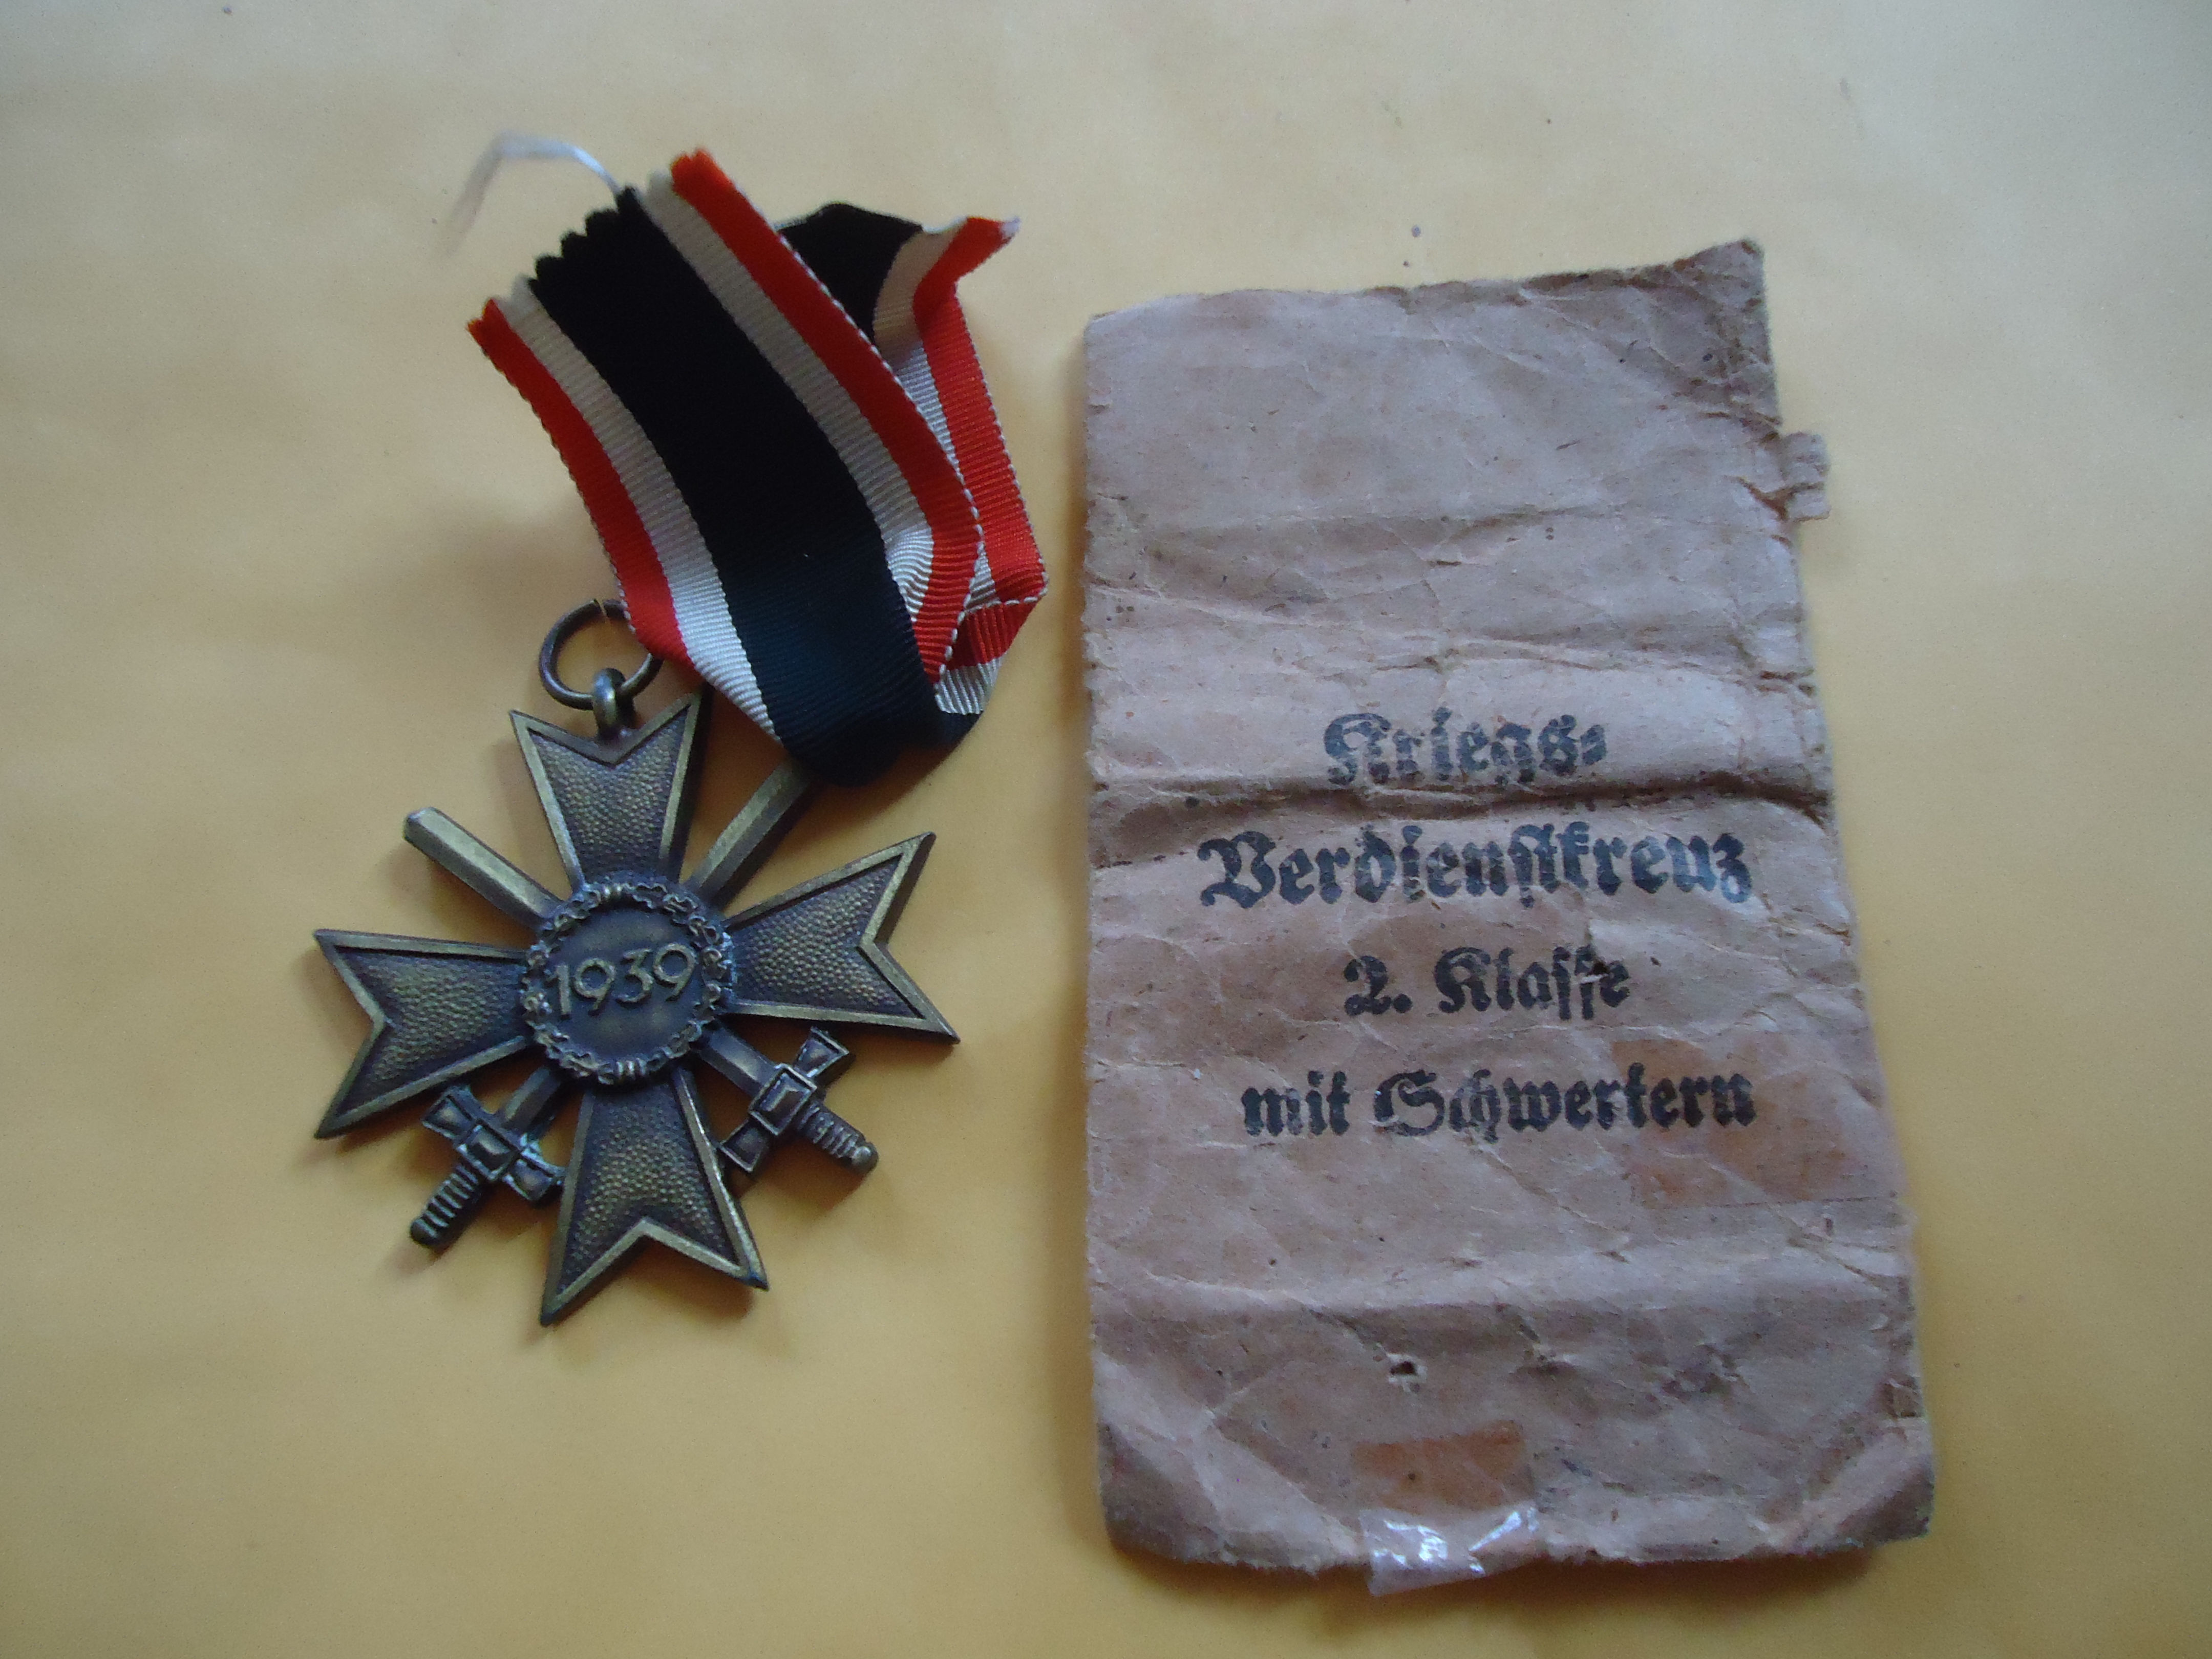 1939
Kriegs-
Verdienstkreuz
2. Klasse
mit Schwertern